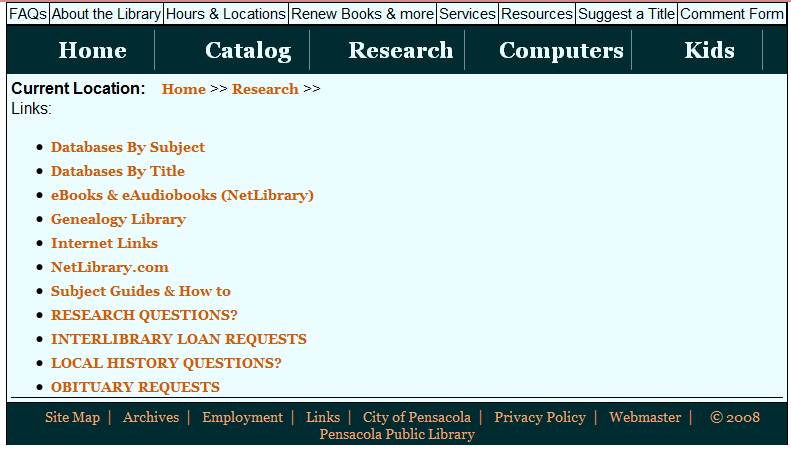 FAQs About the Library Hours & Locations Renew Books & more Services Resources Suggest a Title Comment Form
Home Catalog Research Computers Kids
Current Location: Home >> Research >>
Links:
Databases By Subject
Databases By Title
eBooks & eAudiobooks (NetLibrary)
Genealogy Library
Internet Links
NetLibrary.com
Subject Guides & How to
RESEARCH QUESTIONS?
INTERLIBRARY LOAN REQUESTS
LOCAL HISTORY QUESTIONS?
OBITUARY REQUESTS
Site Map | Archives | Employment | Links | City of Pensacola | Privacy Policy | Webmaster | © 2008
Pensacola Public Library